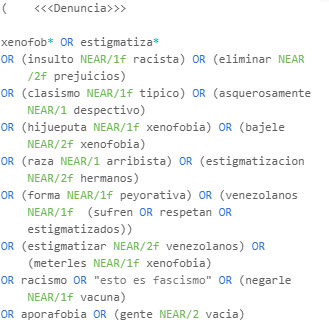 (    <<<Denuncia>>>
xenofob* OR estigmatiza*
OR (insulto NEAR/1f racista) OR (eliminar NEAR
/2f prejuicios)
OR (clasismo NEAR/1f tipico) OR (asquerosamente
NEAR/1 despectivo)
OR (hijueputa NEAR/1f xenofobia) OR (bajele
NEAR/2f xenofobia)
OR (raza NEAR/1 arribista) OR (estigmatizacion
NEAR/2f hermanos)
OR (forma NEAR/1f peyorativa) OR (venezolanos
NEAR/1f  (sufren OR respetan OR
estigmatizados))
OR (estigmatizar NEAR/2f venezolanos) OR
(meterles NEAR/1f xenofobia)
OR racismo OR "esto es fascismo" OR (negarle
NEAR/1f vacuna)
OR aporafobia OR (gente NEAR/2 vacia)